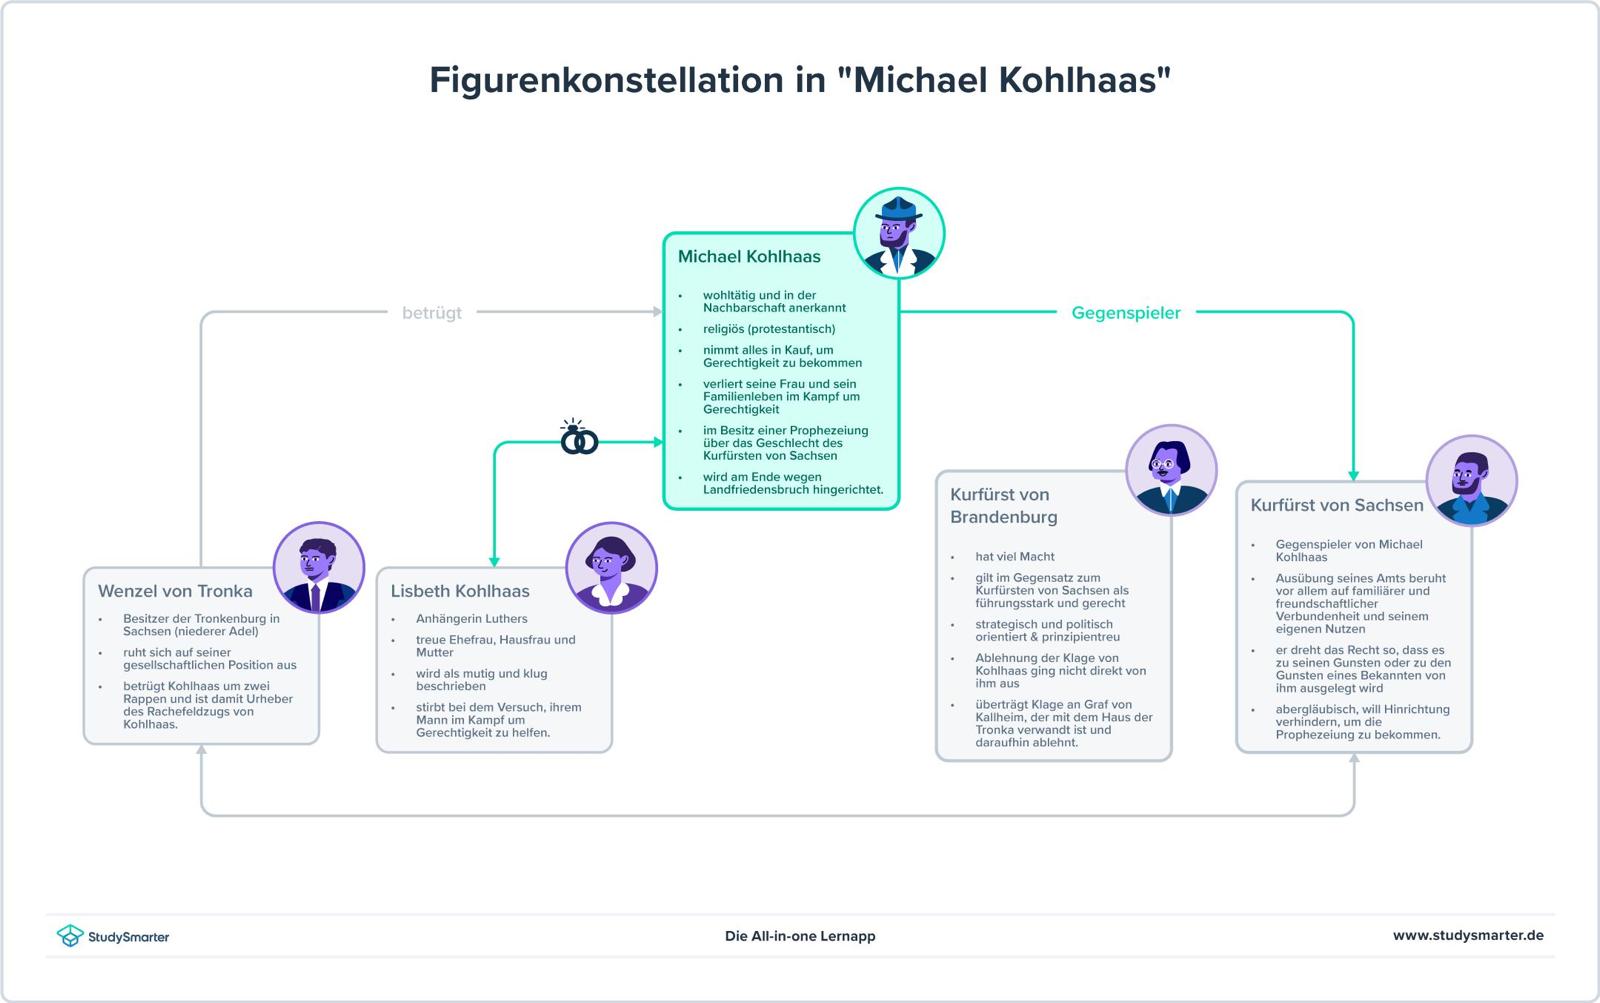 Figurenkonstellation in "Michael Kohlhaas"
Michael Kohlhaas
• wohltätig und in der
Nachbarschaft anerkannt
• religiös (protestantisch)
• nimmt alles in Kauf, um
Gerechtigkeit zu bekommen
• verliert seine Frau und sein
Familienleben im Kampf um
Gerechtigkeit
• im Besitz einer Prophezeiung
über das Geschlecht des
Kurfürsten von Sachsen
• wird am Ende wegen
Landfriedensbruch hingerichtet.
betrügt
Gegenspieler
Wenzel von Tronka
• Besitzer der Tronkenburg in
Sachsen (niederer Adel)
• ruht sich auf seiner
gesellschaftlichen Position aus
• betrügt Kohlhaas um zwei
Rappen und ist damit Urheber
des Rachefeldzugs von
Kohlhaas.
Lisbeth Kohlhaas
• Anhängerin Luthers
• treue Ehefrau, Hausfrau und
Mutter
• wird als mutig und klug
beschrieben
• stirbt bei dem Versuch, ihrem
Mann im Kampf um
Gerechtigkeit zu helfen.
Kurfürst von
Brandenburg
• hat viel Macht
• gilt im Gegensatz zum
Kurfürsten von Sachsen als
führungsstark und gerecht
• strategisch und politisch
orientiert & prinzipientreu
• Ablehnung der Klage von
Kohlhaas ging nicht direkt von
ihm aus
• überträgt Klage an Graf von
Kallheim, der mit dem Haus der
Tronka verwandt ist und
daraufhin ablehnt.
Kurfürst von Sachsen
• Gegenspieler von Michael
Kohlhaas
• Ausübung seines Amts beruht
vor allem auf familiärer und
freundschaftlicher
Verbundenheit und seinem
eigenen Nutzen
• er dreht das Recht so, dass es
zu seinen Gunsten oder zu den
Gunsten eines Bekannten von
ihm ausgelegt wird
• abergläubisch, will Hinrichtung
verhindern, um die
Prophezeiung zu bekommen.
StudySmarter
Die All-in-one Lernapp
www.studysmarter.de